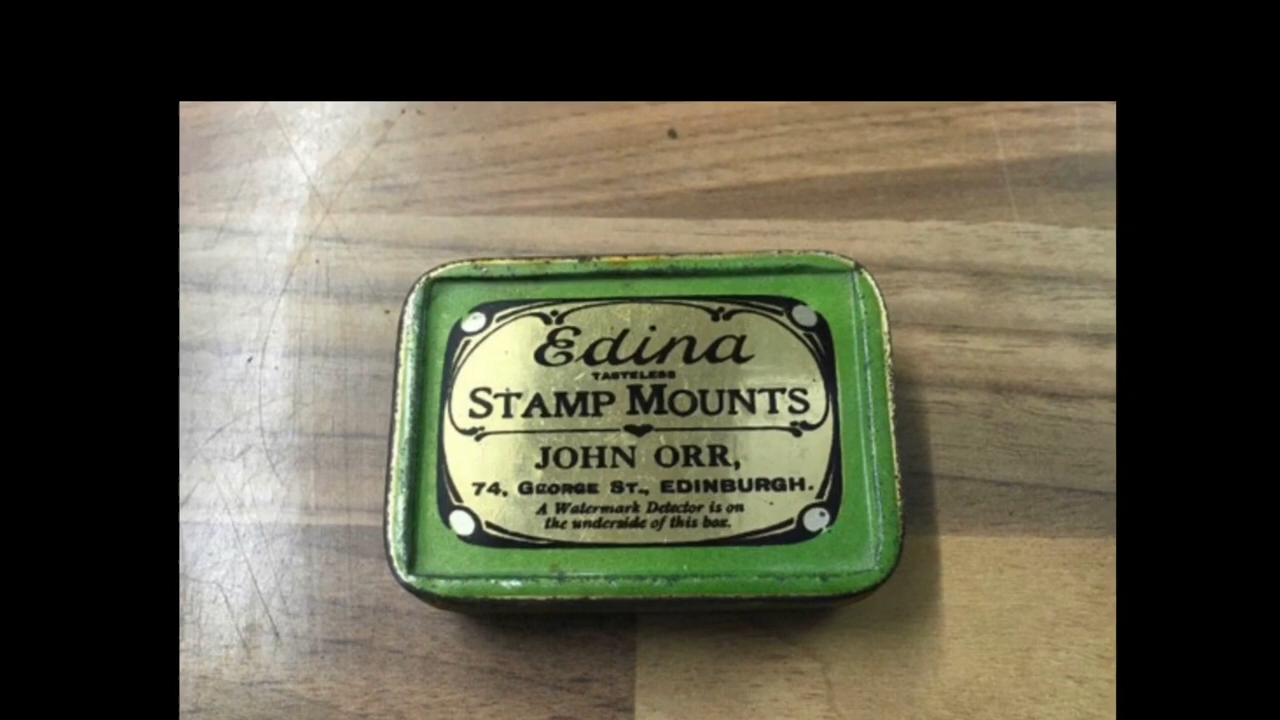 Edina
TASTELESS
STAMP MOUNTS
JOHN ORR,
74, GEORGE ST., EDINBURGH.
A Watermark Detector is on
the underside of this box.